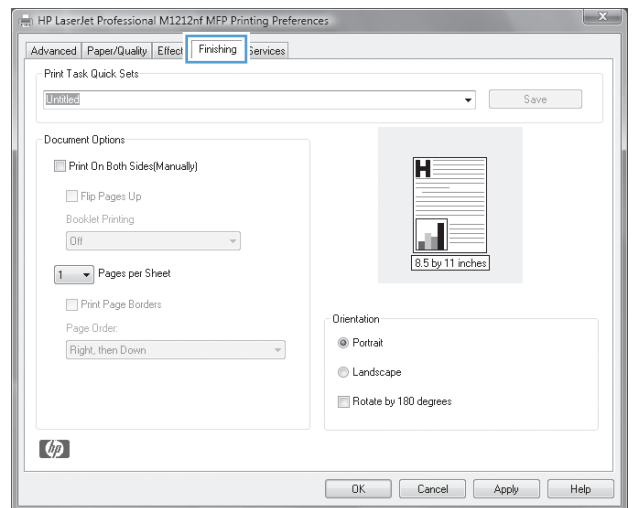 HP LaserJet Professional M1212nf MFP Printing Preferences
Advanced Paper/Quality Effect Finishing Services
Print Task Quick Sets
Untitled Save
Document Options
Print On Both Sides(Manually)
Flip Pages Up
Booklet Printing
Off
1 Pages per Sheet
Print Page Borders
Page Order:
Right, then Down
H
8.5 by 11 inches
Orientation
Portrait
Landscape
Rotate by 180 degrees
hp
OK Cancel Apply Help